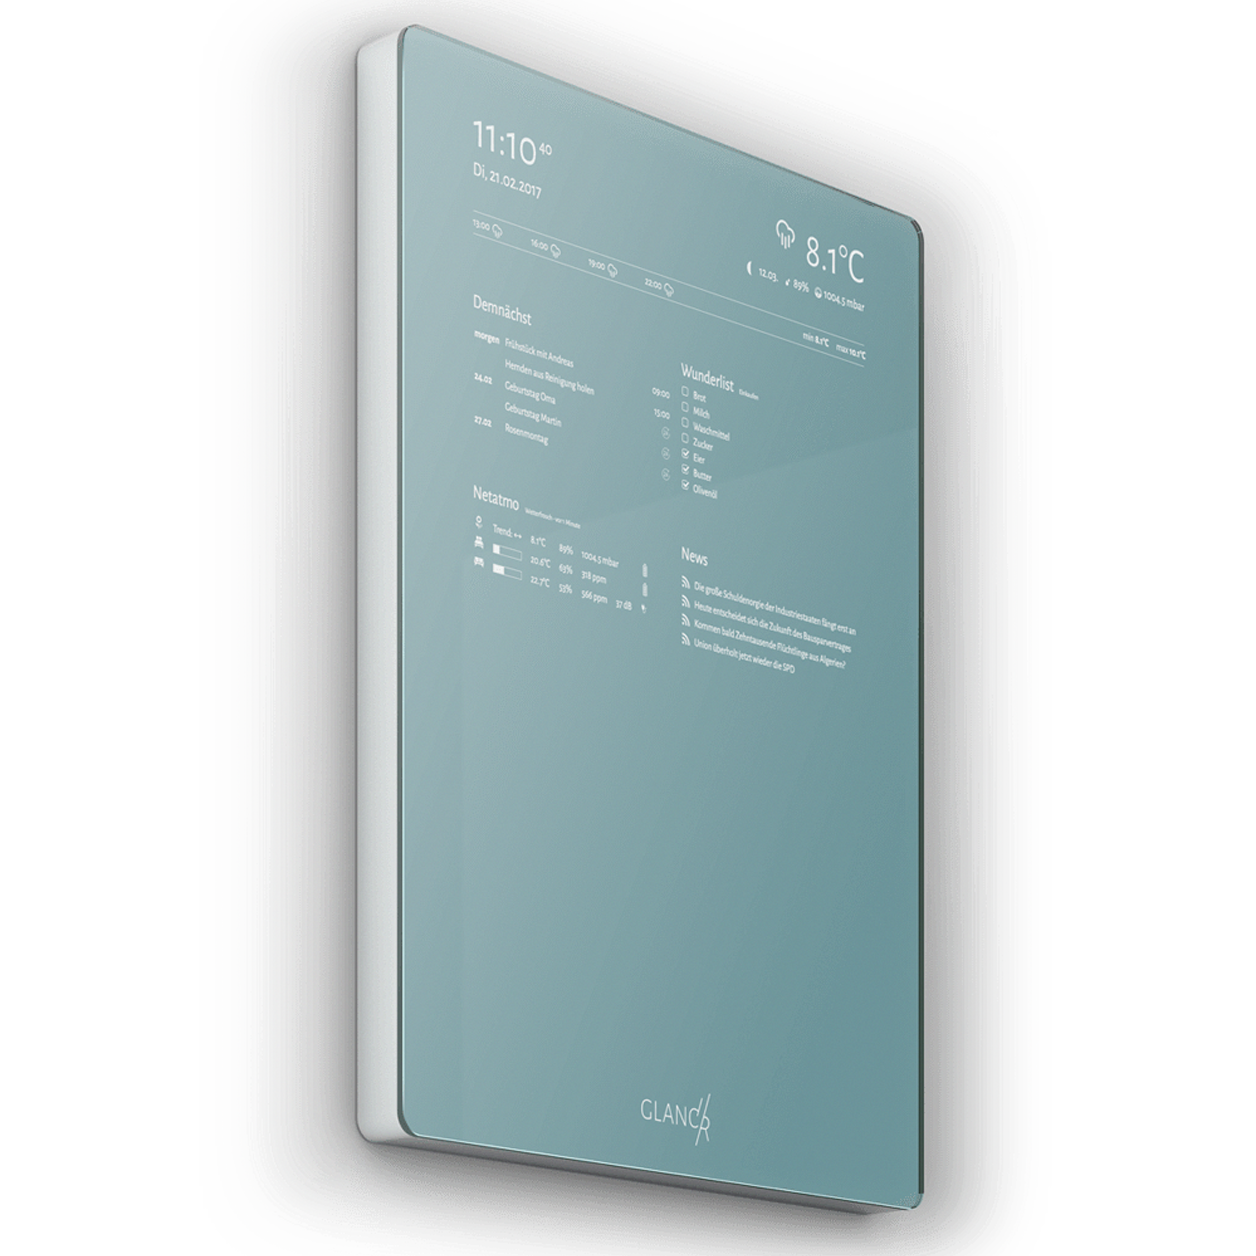 11:10 40
Di, 21.02.2017
8.1°C
12.03. 89% 1004.5 mbar
13:00 16:00 19:00 22:00
min 8.1°C max 10.1°C
Demnächst
morgen Frühstück mit Andreas 09:00
Hemden aus Reinigung holen 15:00
24.02 Geburtstag Oma
Geburtstag Martin
27.02 Rosenmontag
Wunderlist Einkaufen
Brot
Milch
Waschmittel
Zucker
Eier
Butter
Olivenöl
Netatmo
Trend: ++ 8.1°C 89% 1004.5 mbar
20.6°C 63% 318 ppm
22.7°C 53% 566 ppm 37 dB
News
Die große Schuldenorgie der Industriestaaten fängt erst an
Heute entscheidet sich die Zukunft des Bausparvertrages
Kommen bald Zehntausende Flüchtlinge aus Algerien?
Union überholt jetzt wieder die SPD
GLANCR